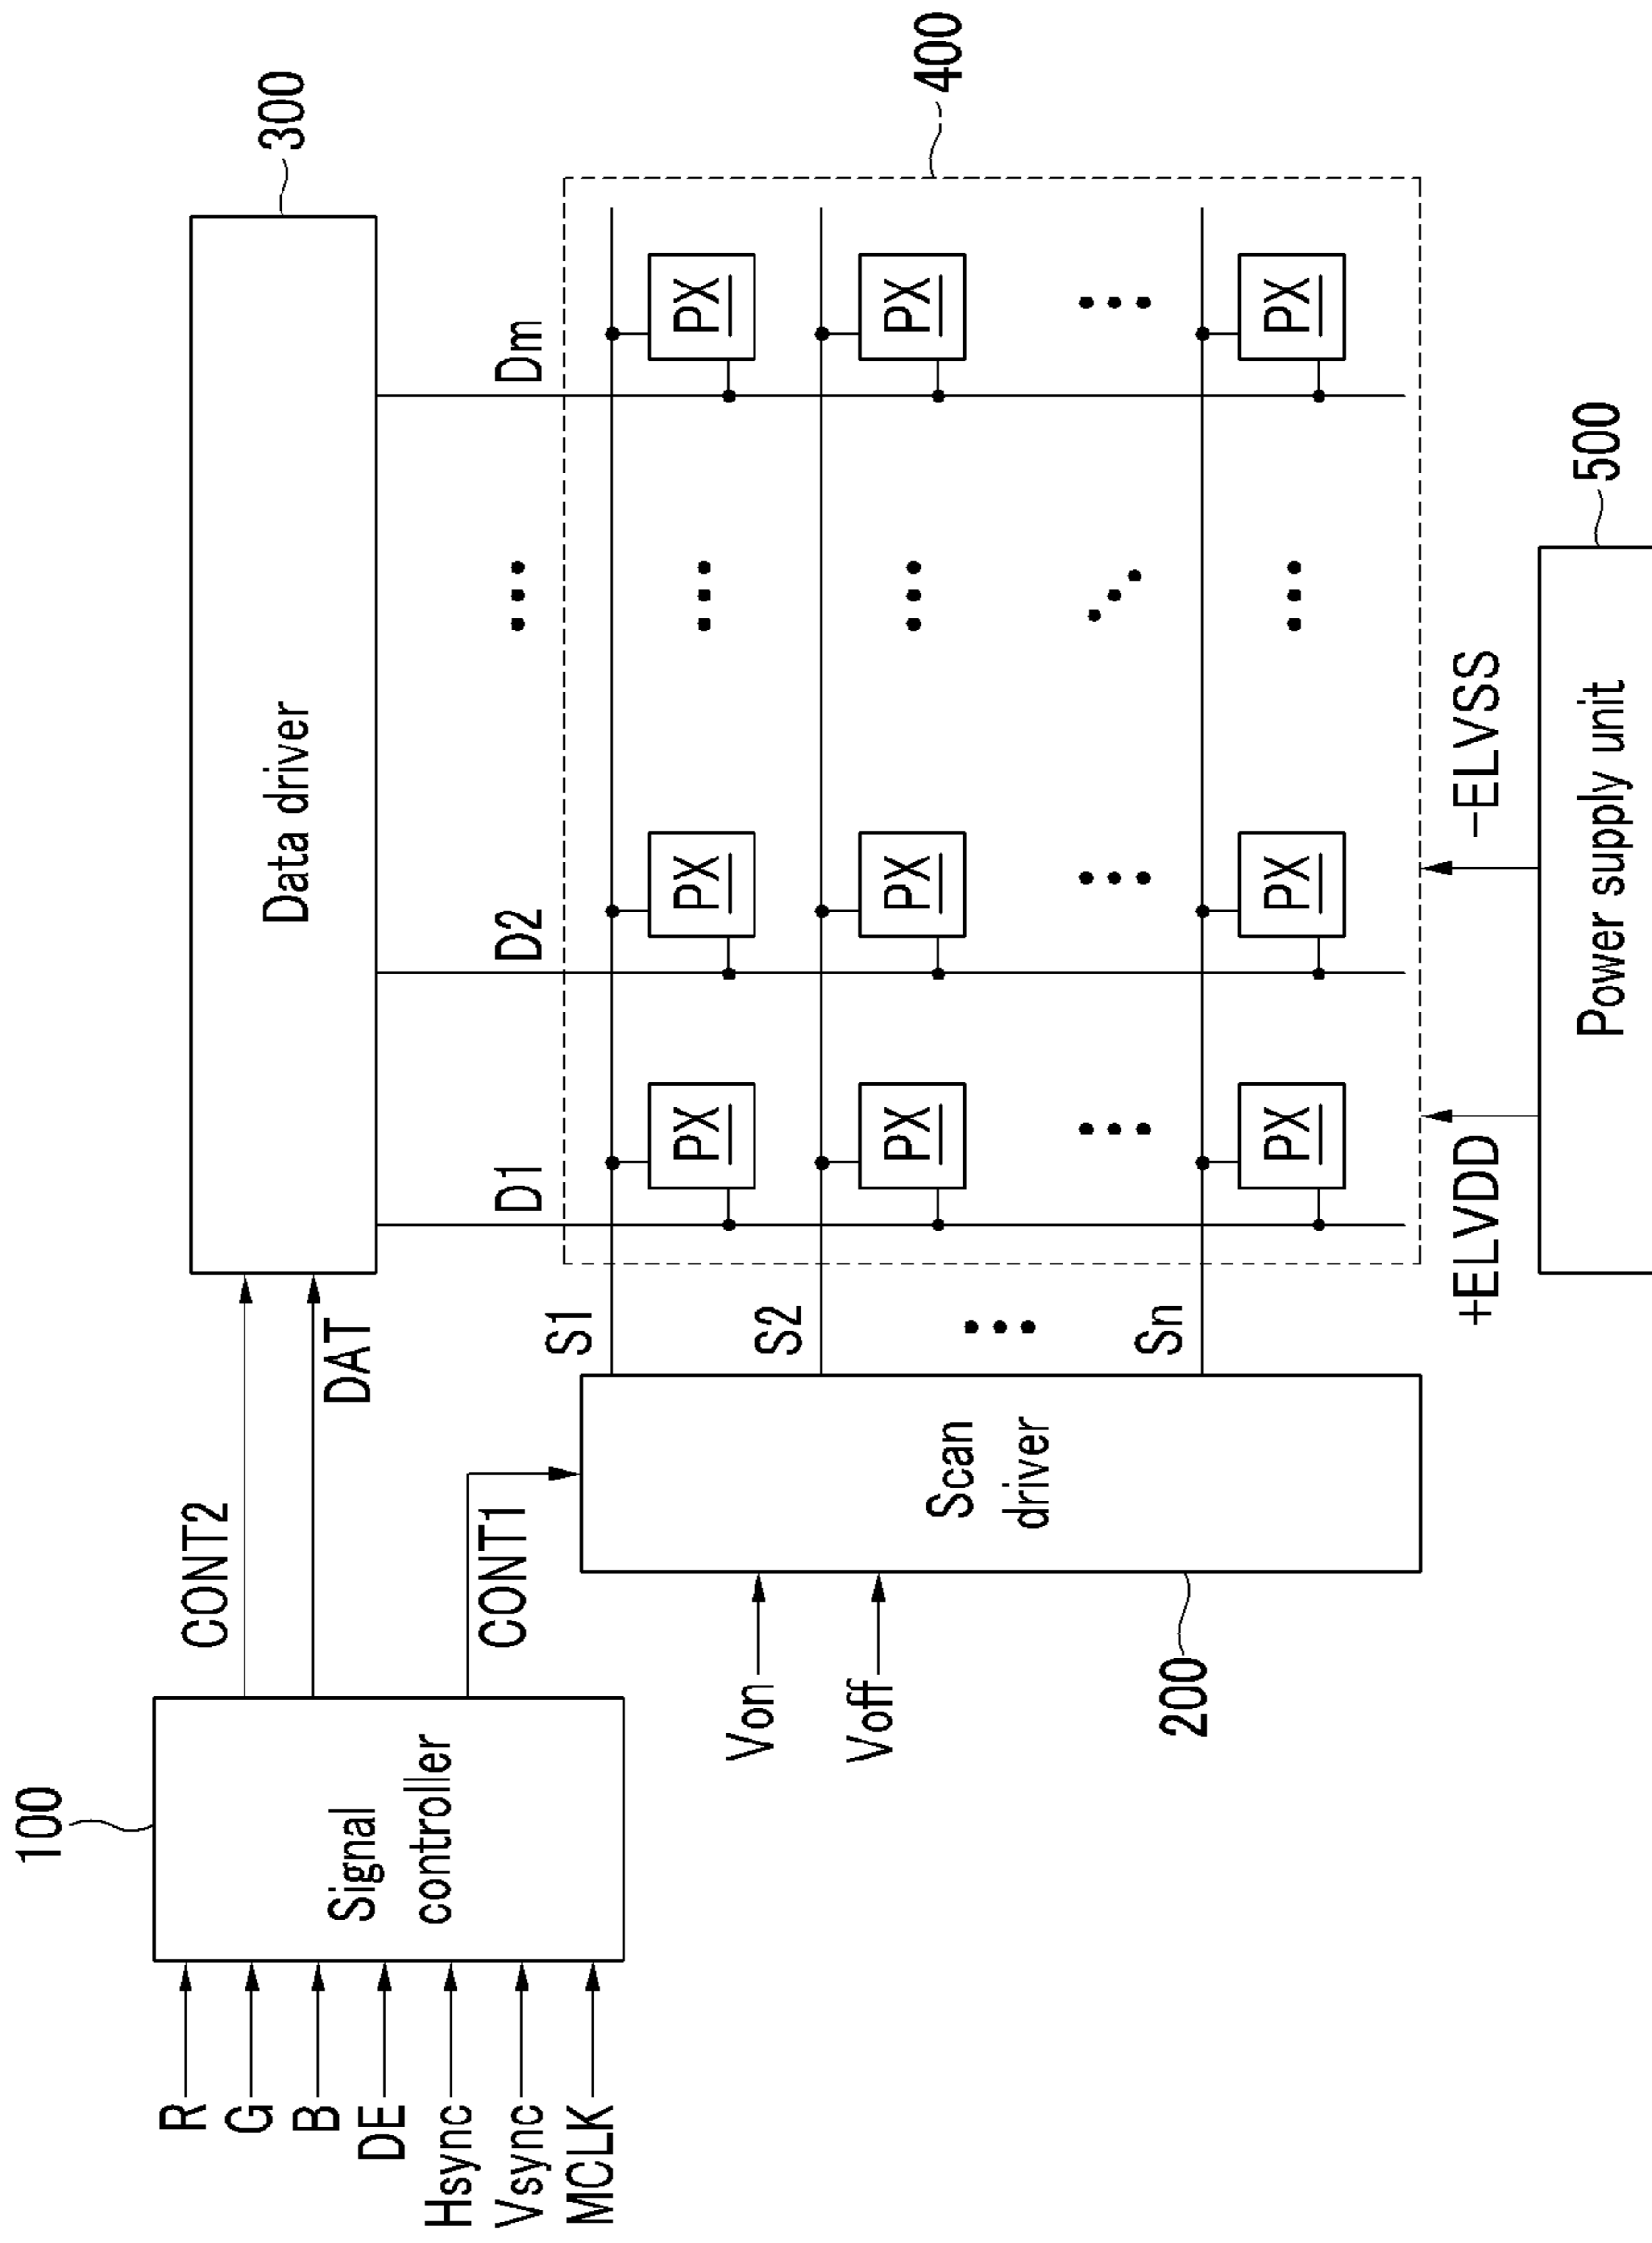 100
300
R
G
B
DE
Hsync
Vsync
MCLK
Signal
controller
CONT2
DAT
CONT1
Data driver
D1
D2
Dm
400
S1
S2
Sn
Von
Voff
Scan
driver
200
PX
PX
PX
PX
PX
PX
PX
PX
PX
+ELVDD
-ELVSS
Power supply unit
500